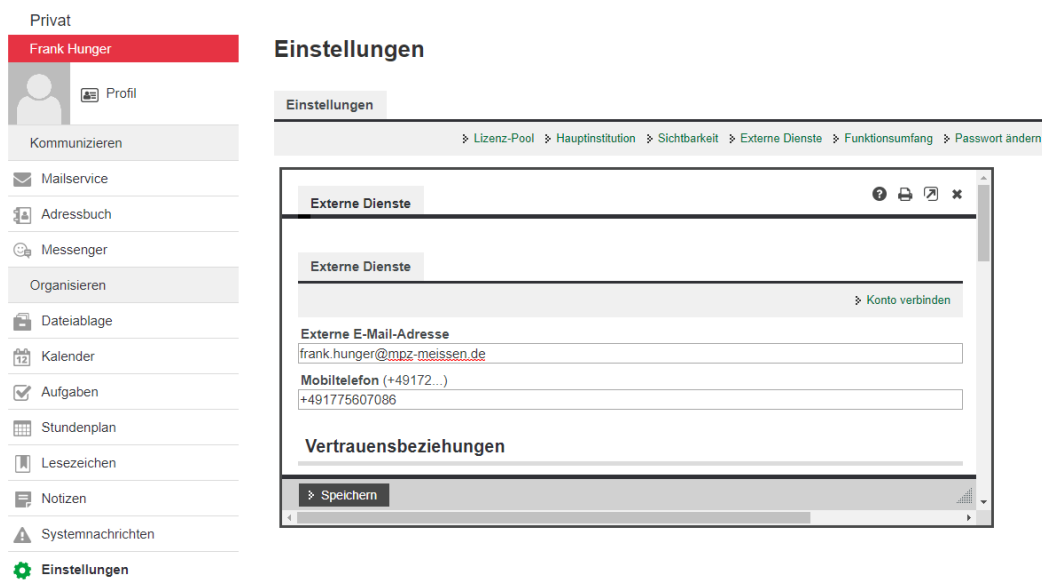 Privat
Frank Hunger
Profil
Kommunizieren
Mailservice
Adressbuch
Messenger
Organisieren
Dateiablage
12
Kalender
Aufgaben
Stundenplan
Lesezeichen
Notizen
Systemnachrichten
Einstellungen
Einstellungen
Einstellungen
Lizenz-Pool Hauptinstitution Sichtbarkeit Externe Dienste Funktionsumfang Passwort ändern
Externe Dienste
Externe Dienste
Konto verbinden
Externe E-Mail-Adresse
frank.hunger@mpz-meissen.de
Mobiltelefon (+49172...)
+491775607086
Vertrauensbeziehungen
Speichern